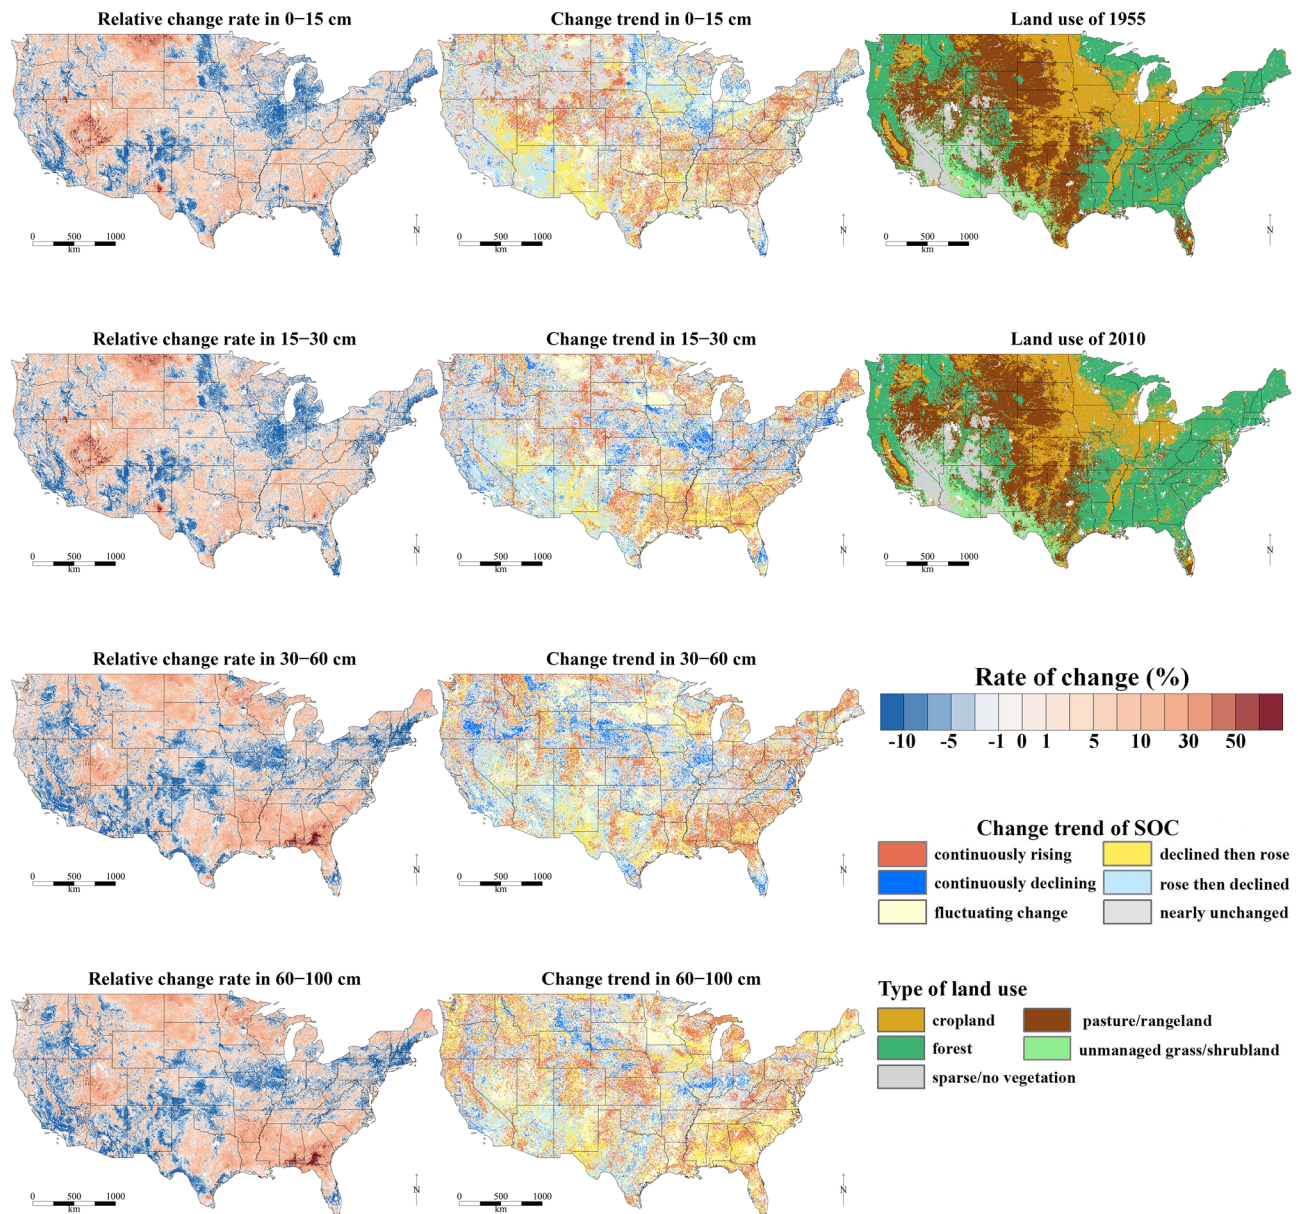 Relative change rate in 0−15 cm
Change trend in 0−15 cm
Land use of 1955
0 500 1000
km
N
0 500 1000
km
N
0 500 1000
km
N
Relative change rate in 15−30 cm
Change trend in 15−30 cm
Land use of 2010
0 500 1000
km
N
0 500 1000
km
N
0 500 1000
km
N
Relative change rate in 30−60 cm
Change trend in 30−60 cm
0 500 1000
km
N
0 500 1000
km
N
Rate of change (%)
-10 -5 -1 0 1 5 10 30 50
Change trend of SOC
continuously rising
declined then rose
continuously declining
rose then declined
fluctuating change
nearly unchanged
Relative change rate in 60−100 cm
Change trend in 60−100 cm
0 500 1000
km
N
0 500 1000
km
N
Type of land use
cropland
pasture/rangeland
forest
unmanaged grass/shrubland
sparse/no vegetation